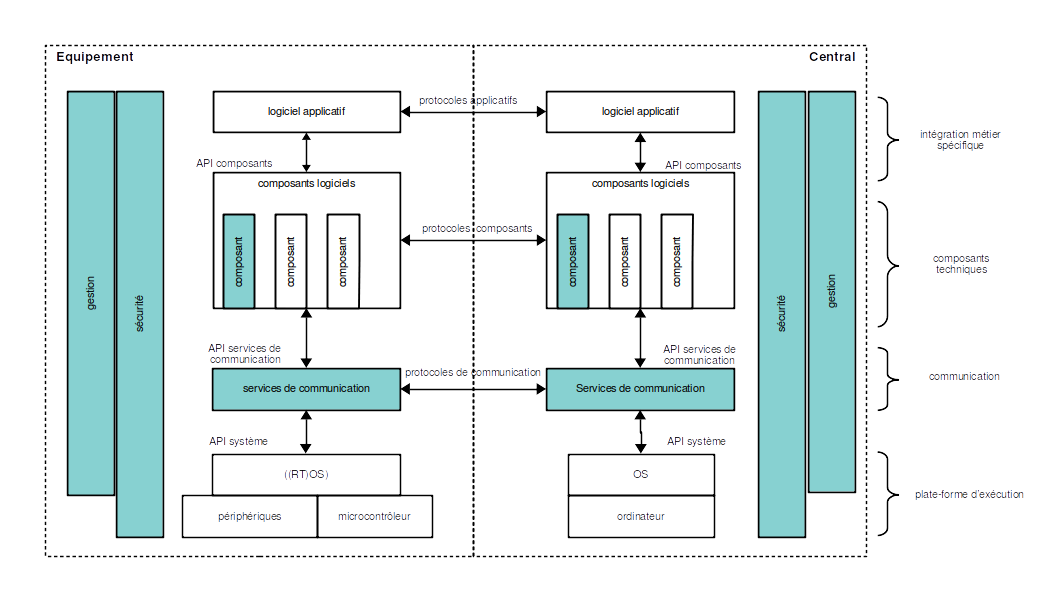 Equipement
Central
logiciel applicatif
protocoles applicatifs
logiciel applicatif
intégration métier
spécifique
API composants
API composants
composants logiciels
composants logiciels
composant
composant
composant
protocoles composants
composant
composant
composant
composants
techniques
gestion
sécurité
sécurité
gestion
API services de
communication
API services de
communication
protocoles de communication
communication
services de communication
Services de communication
API système
API système
((RT)OS)
OS
plate-forme d'exécution
périphériques
microcontrôleur
ordinateur